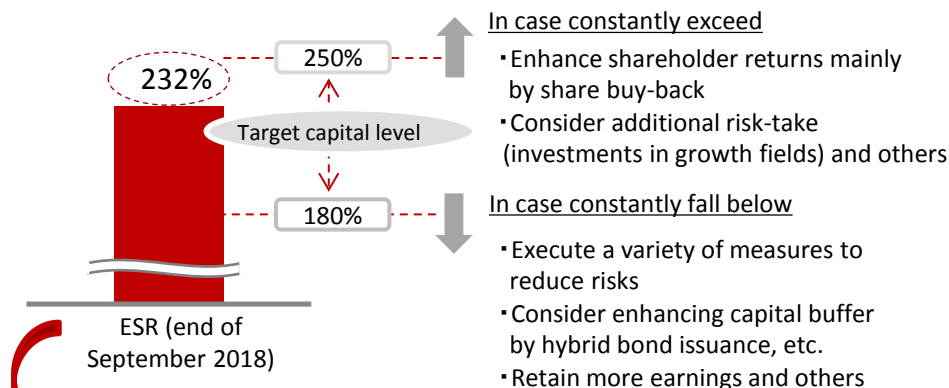 232%
250%
Target capital level
180%
ESR (end of
September 2018)
In case constantly exceed
・Enhance shareholder returns mainly
by share buy-back
・Consider additional risk-take
(investments in growth fields) and others
In case constantly fall below
・Execute a variety of measures to
reduce risks
・Consider enhancing capital buffer
by hybrid bond issuance, etc.
・Retain more earnings and others